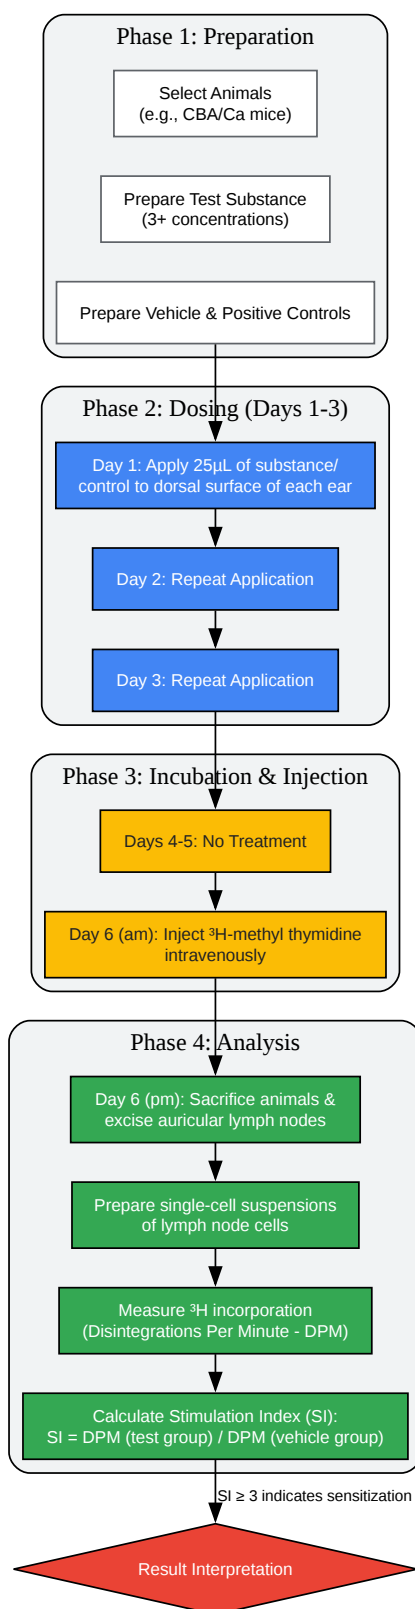 Phase 1: Preparation
Select Animals
(e.g., CBA/Ca mice)
Prepare Test Substance
(3+ concentrations)
Prepare Vehicle & Positive Controls
Phase 2: Dosing (Days 1-3)
Day 1: Apply 25µL of substance/
control to dorsal surface of each ear
Day 2: Repeat Application
Day 3: Repeat Application
Phase 3: Incubation & Injection
Days 4-5: No Treatment
Day 6 (am): Inject ³H-methyl thymidine
intravenously
Phase 4: Analysis
Day 6 (pm): Sacrifice animals &
excise auricular lymph nodes
Prepare single-cell suspensions
of lymph node cells
Measure ³H incorporation
(Disintegrations Per Minute - DPM)
Calculate Stimulation Index (SI):
SI = DPM (test group) / DPM (vehicle group)
SI ≥ 3 indicates sensitization
Result Interpretation